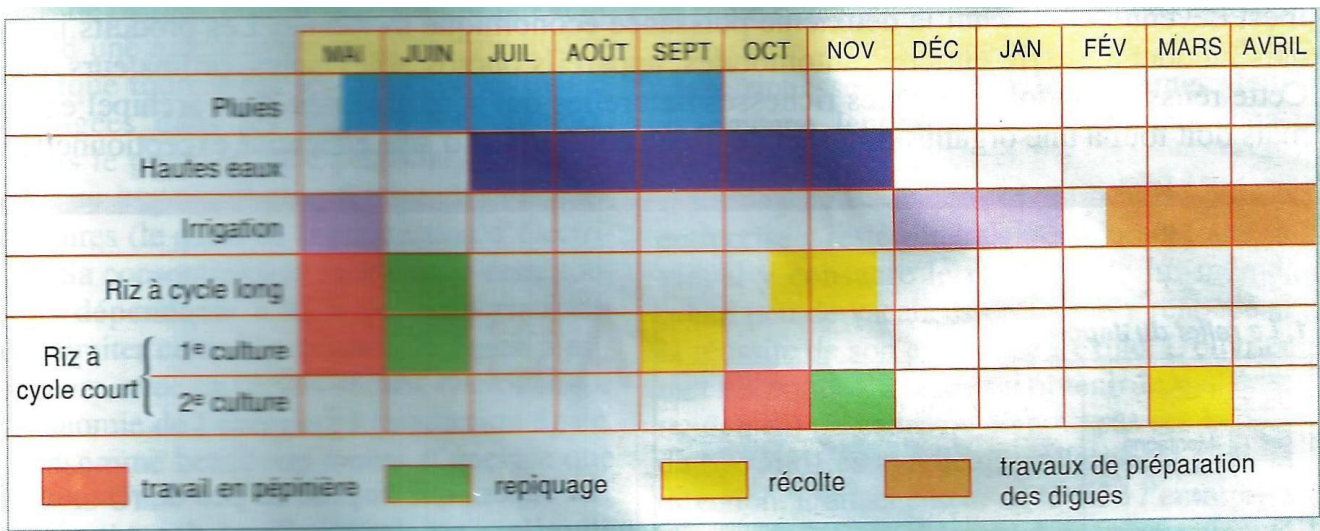 MAI JUIN JUIL AOÛT SEPT OCT NOV DÉC JAN FÉV MARS AVRIL
Pluies
Hautes eaux
Irrigation
Riz à cycle long
Riz à
cycle court
1e culture
2e culture
travail en pépinière
repiquage
récolte
travaux de préparation
des digues